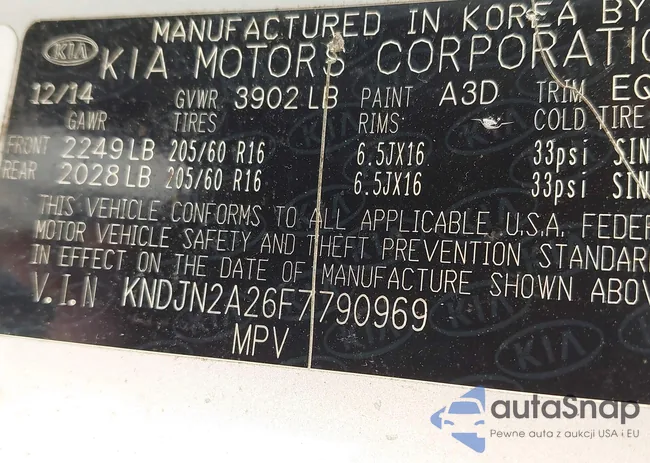 MANUFACTURED IN KOREA BY
KIA KIA MOTORS CORPORATION
12/14 GVWR 3902 LB PAINT A3D TRIM EQ
GAWR TIRES RIMS COLD TIRE
FRONT 2249 LB 205/60 R16 6.5JX16 33psi SIN
REAR 2028 LB 205/60 R16 6.5JX16 33psi SIN
THIS VEHICLE CONFORMS TO ALL APPLICABLE U.S.A. FEDER
MOTOR VEHICLE SAFETY AND THEFT PREVENTION STANDAR
IN EFFECT ON THE DATE OF MANUFACTURE SHOWN ABOV
V.I.N KNDJN2A26F7790969
MPV
autaSnap
Pewne auta z aukcji USA i EU